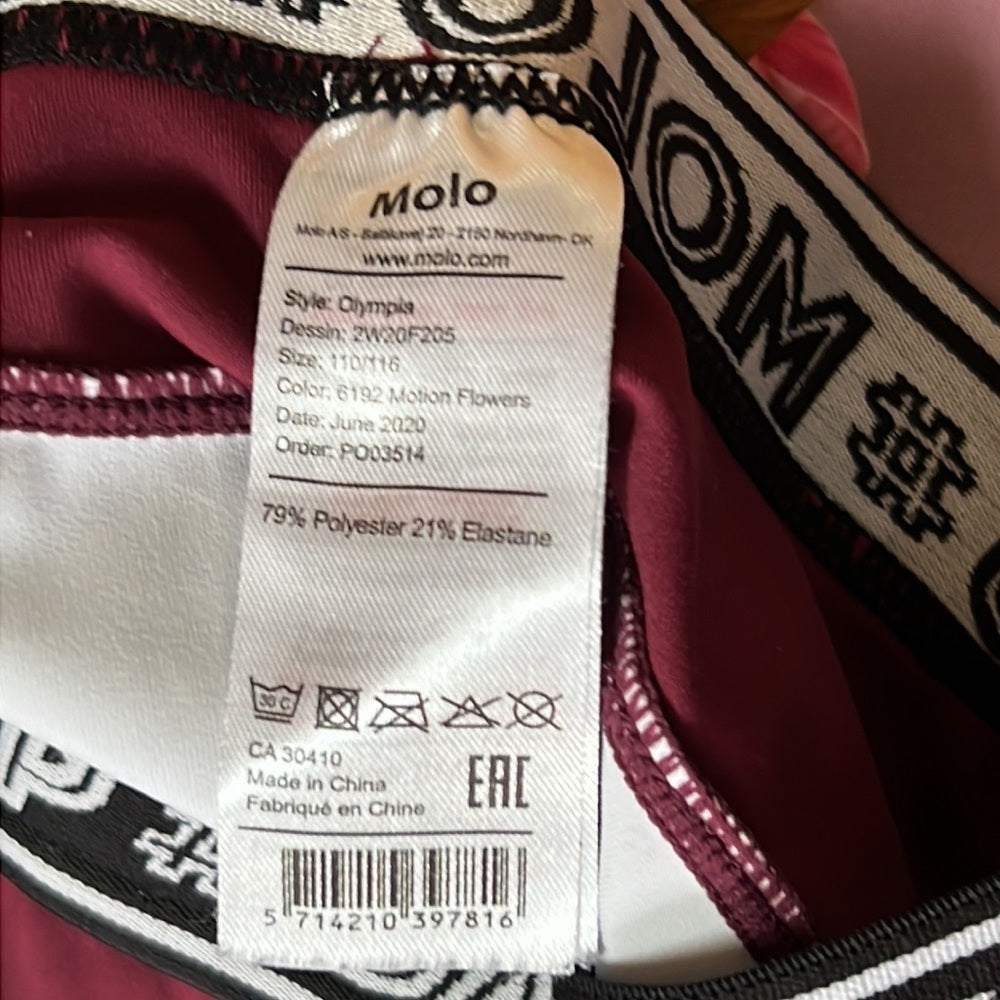 MOLO
Molo
Molo A/S - Baltikavej 20 - 2150 Nordhavn- DK
www.molo.com
Style: Olympia
Dessin: 2W20F205
Size: 110/116
Color: 6192 Motion Flowers
Date: June 2020
Order: PO03514
79% Polyester 21% Elastane
30 C
CA 30410
Made in China
Fabriqué en Chine
EAC
5 714210 397816